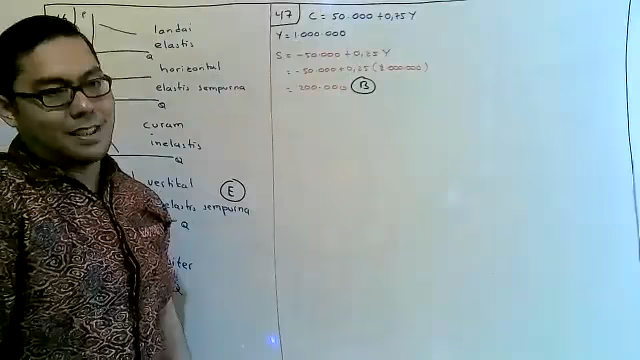 P
landai
elastis
Q
horizontal
elastis sempurna
Q
curam
inelastis
Q
vertikal
E
elastis sempurna
Q
47
C = 50.000 + 0,75 Y
Y = 1.000.000
S = - 50.000 + 0,25 Y
= - 50.000 + 0,25 (1.000.000)
= 200.000 B